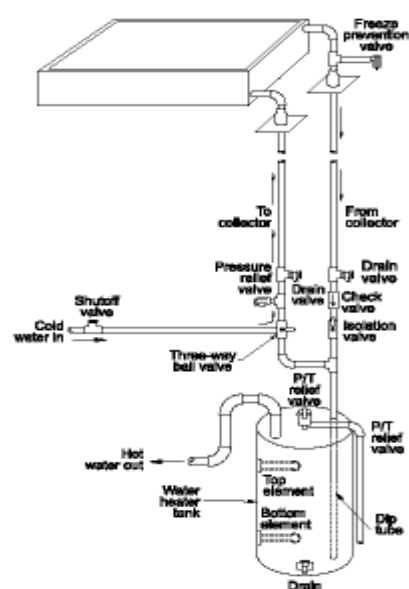 Freeze
prevention
valve
To
collector
From
collector
Pressure
relief
valve
Drain
valve
Drain
valve
Check
valve
Shutoff
valve
Cold
water in
Isolation
valve
Three-way
ball valve
P/T
relief
valve
P/T
relief
valve
Hot
water out
Top
element
Water
heater
tank
Bottom
element
Dip
tube
Drain